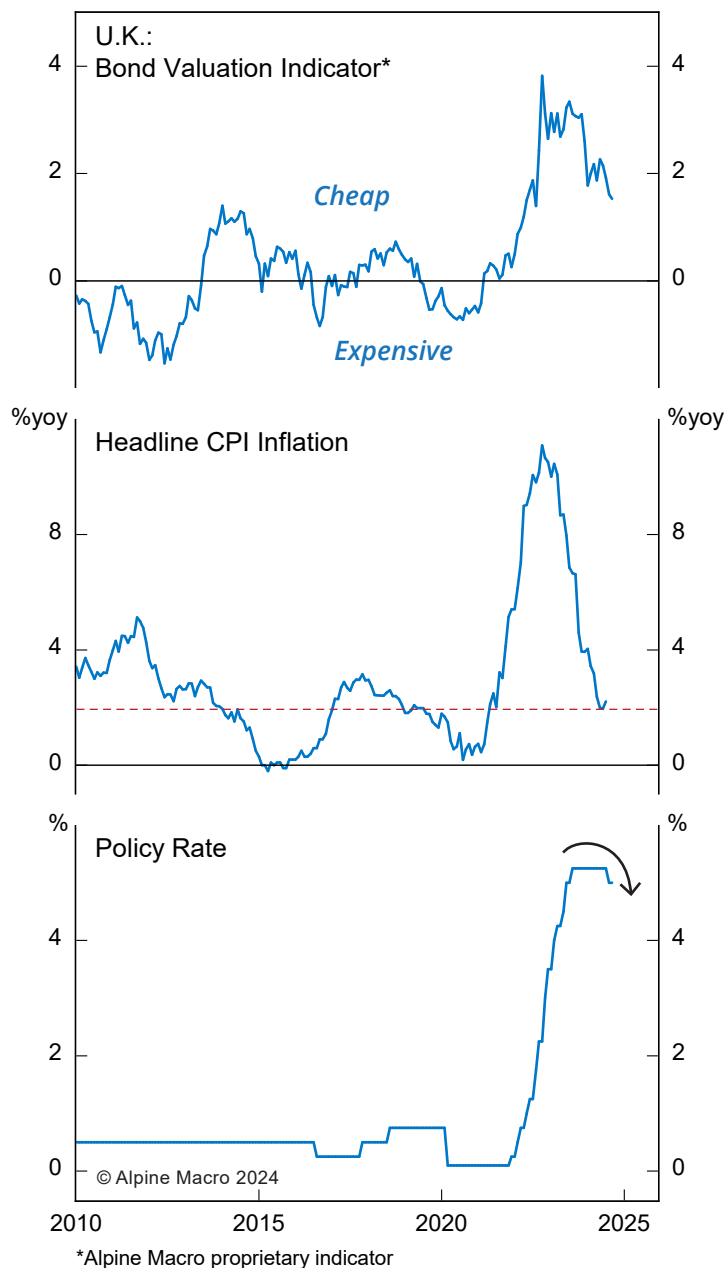 U.K.:
Bond Valuation Indicator*
4 4
2 2
Cheap
0 0
Expensive
%yoy %yoy
Headline CPI Inflation
8 8
4 4
0 0
% %
Policy Rate
4 4
2 2
0 0
© Alpine Macro 2024
2010 2015 2020 2025
*Alpine Macro proprietary indicator